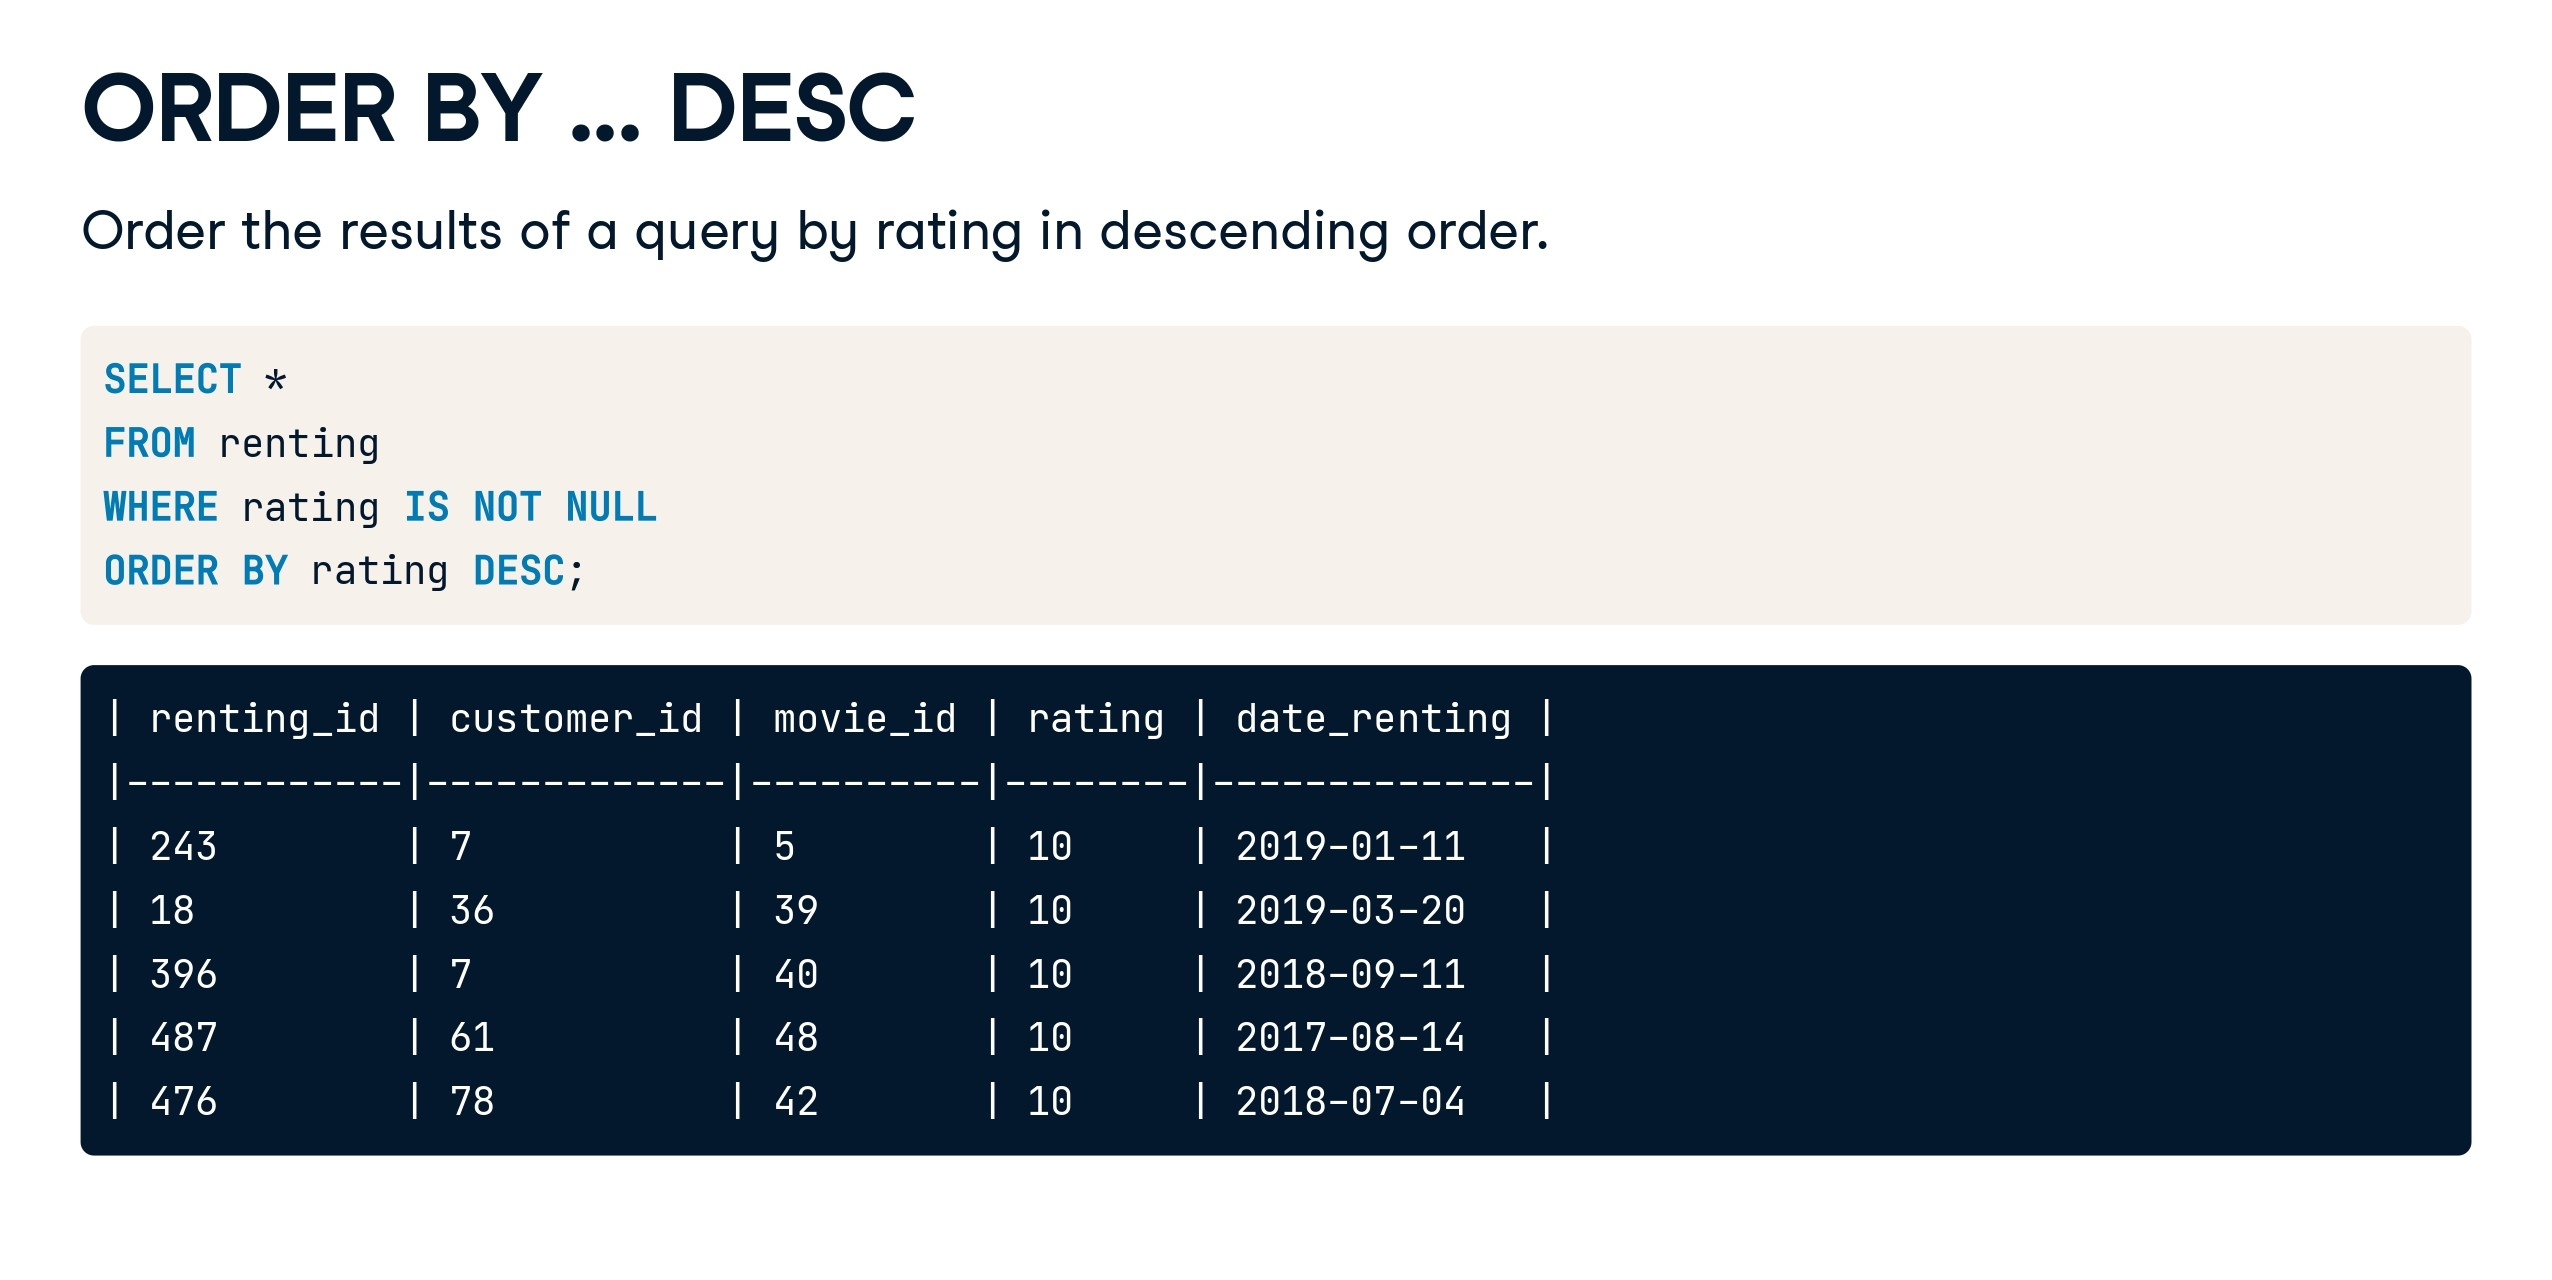 ORDER BY ... DESC
Order the results of a query by rating in descending order.
SELECT *
FROM renting
WHERE rating IS NOT NULL
ORDER BY rating DESC;
| renting_id | customer_id | movie_id | rating | date_renting |
|------------|-------------|----------|--------|--------------|
| 243        | 7           | 5        | 10     | 2019-01-11   |
| 18         | 36          | 39       | 10     | 2019-03-20   |
| 396        | 7           | 40       | 10     | 2018-09-11   |
| 487        | 61          | 48       | 10     | 2017-08-14   |
| 476        | 78          | 42       | 10     | 2018-07-04   |